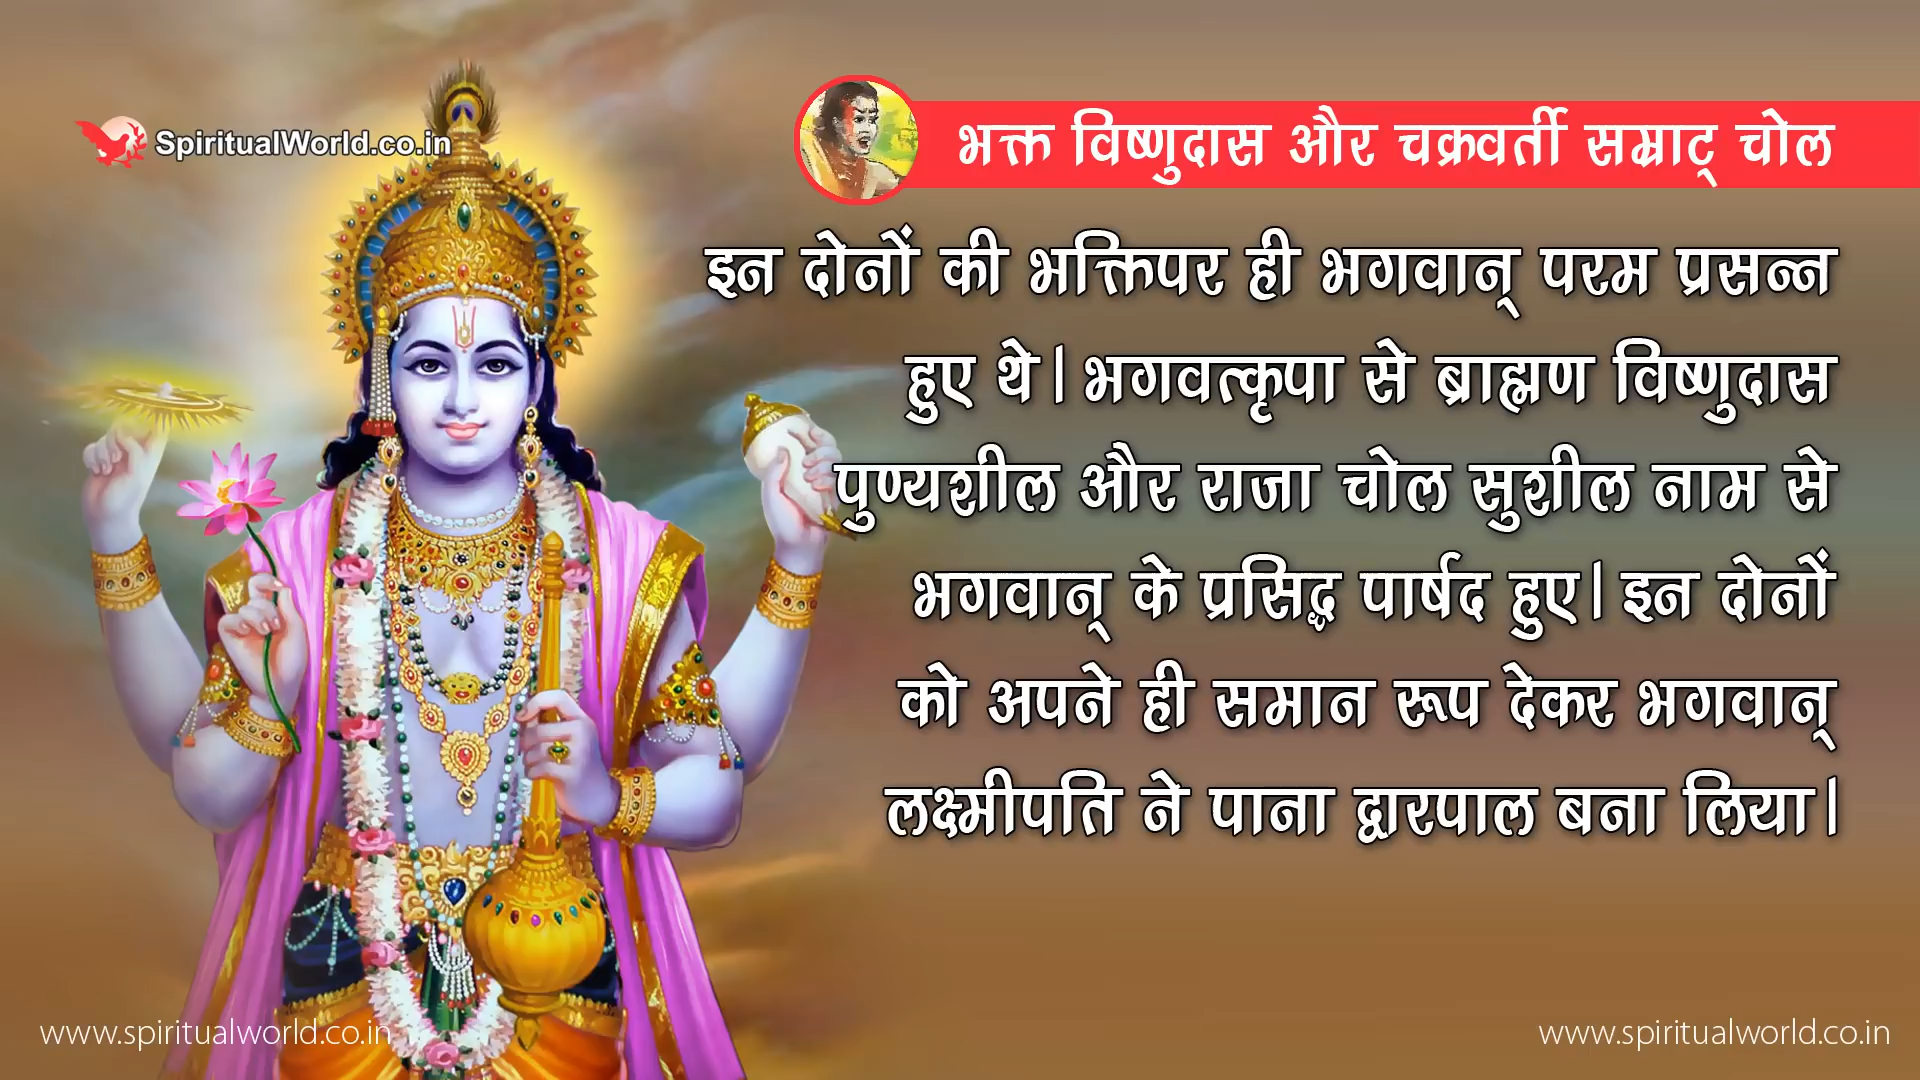 SpiritualWorld.co.in
भक्त विष्णुदास और चक्रवर्ती सम्राट् चोल
इन दोनों की भक्तिपर ही भगवान् परम प्रसन्न
हुए थे। भगवत्कृपा से ब्राह्मण विष्णुदास
पुण्यशील और राजा चोल सुशील नाम से
भगवान् के प्रसिद्ध पार्षद हुए। इन दोनों
को अपने ही समान रूप देकर भगवान्
लक्ष्मीपति ने पाना द्वारपाल बना लिया।
www.spiritualworld.co.in
www.spiritualworld.co.in